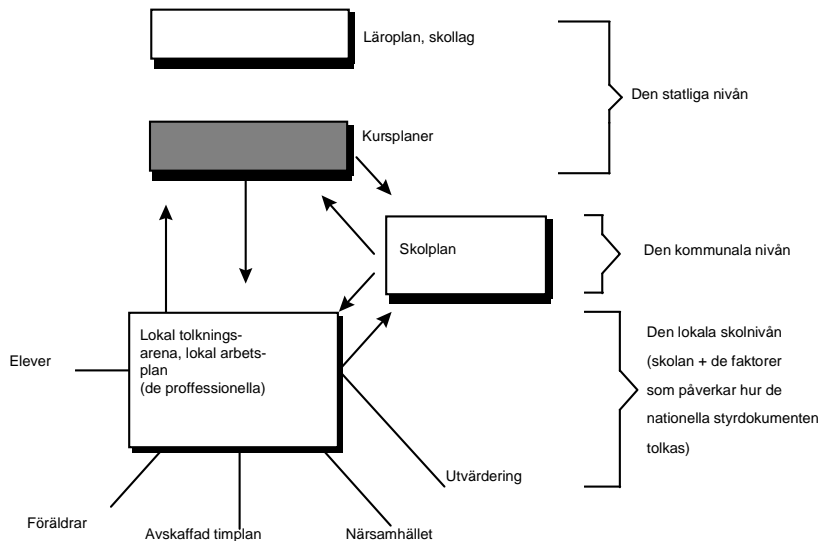 Läroplan, skollag
Den statliga nivån
Kursplaner
Skolplan
Den kommunala nivån
Lokal tolknings-
arena, lokal arbets-
plan
(de proffessionella)
Den lokala skolnivån
(skolan + de faktorer
som påverkar hur de
nationella styrdokumenten
tolkas)
Elever
Utvärdering
Föräldrar
Avskaffad timplan
Närsamhället